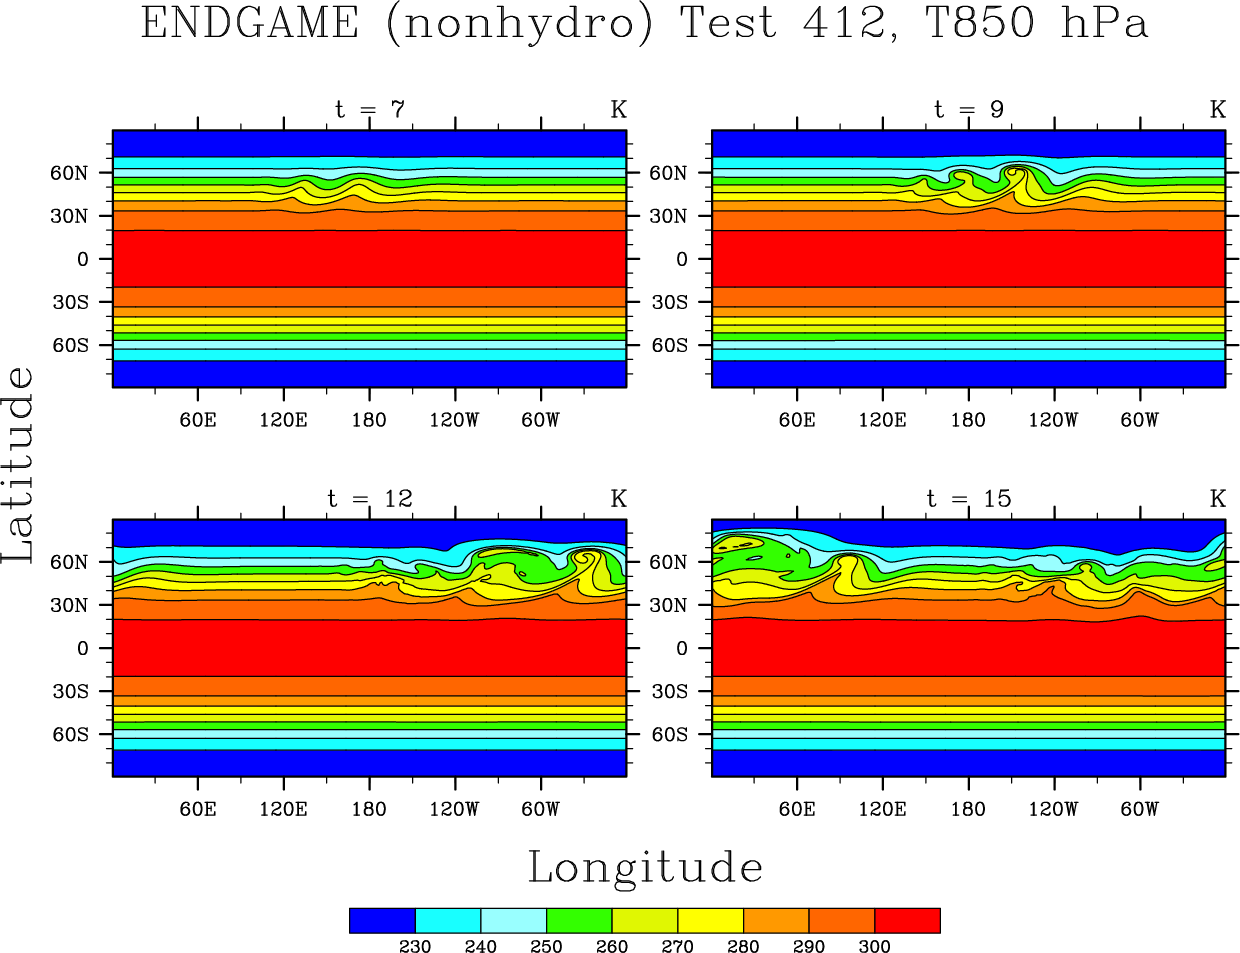 ENDGAME (nonhydro) Test 412, T850 hPa
t = 7 K
60N
30N
0
30S
60S
60E 120E 180 120W 60W
t = 9 K
60N
30N
0
30S
60S
60E 120E 180 120W 60W
Latitude
t = 12 K
60N
30N
0
30S
60S
60E 120E 180 120W 60W
t = 15 K
60N
30N
0
30S
60S
60E 120E 180 120W 60W
Longitude
230 240 250 260 270 280 290 300